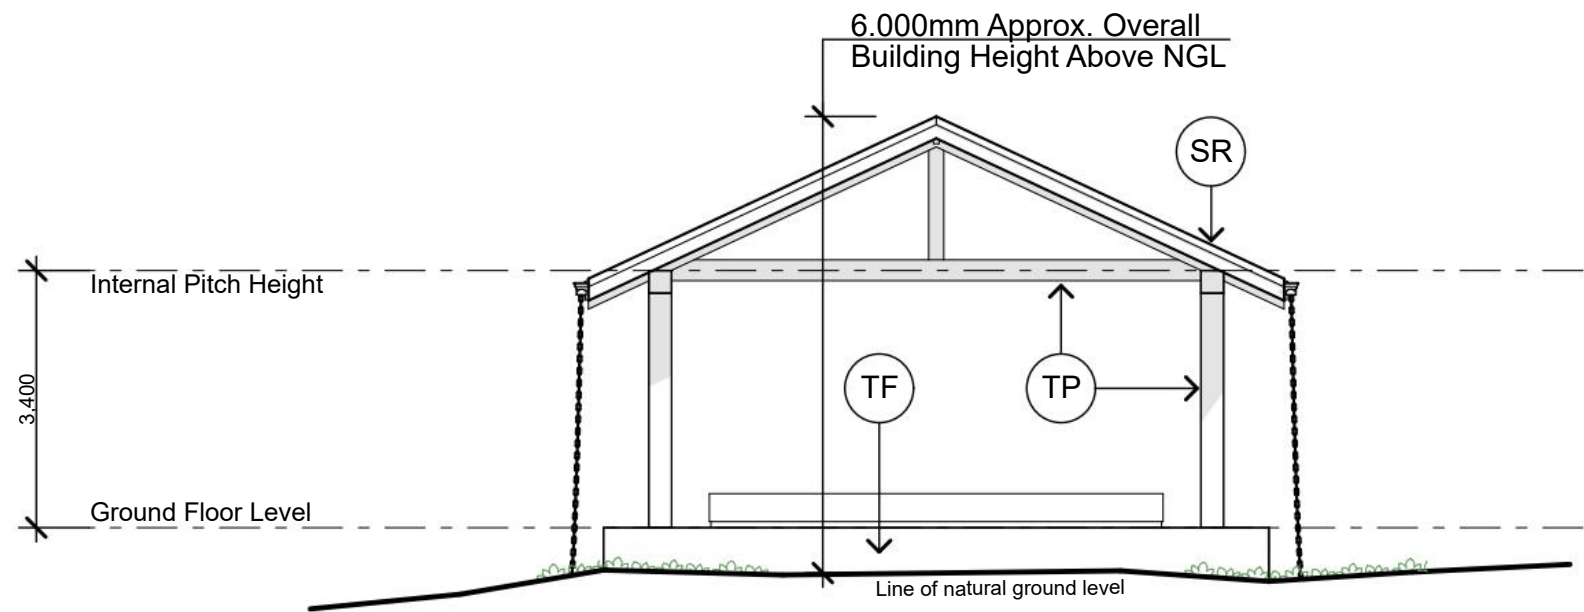 6.000mm Approx. Overall
Building Height Above NGL
SR
Internal Pitch Height
3,400
TF
TP
Ground Floor Level
Line of natural ground level